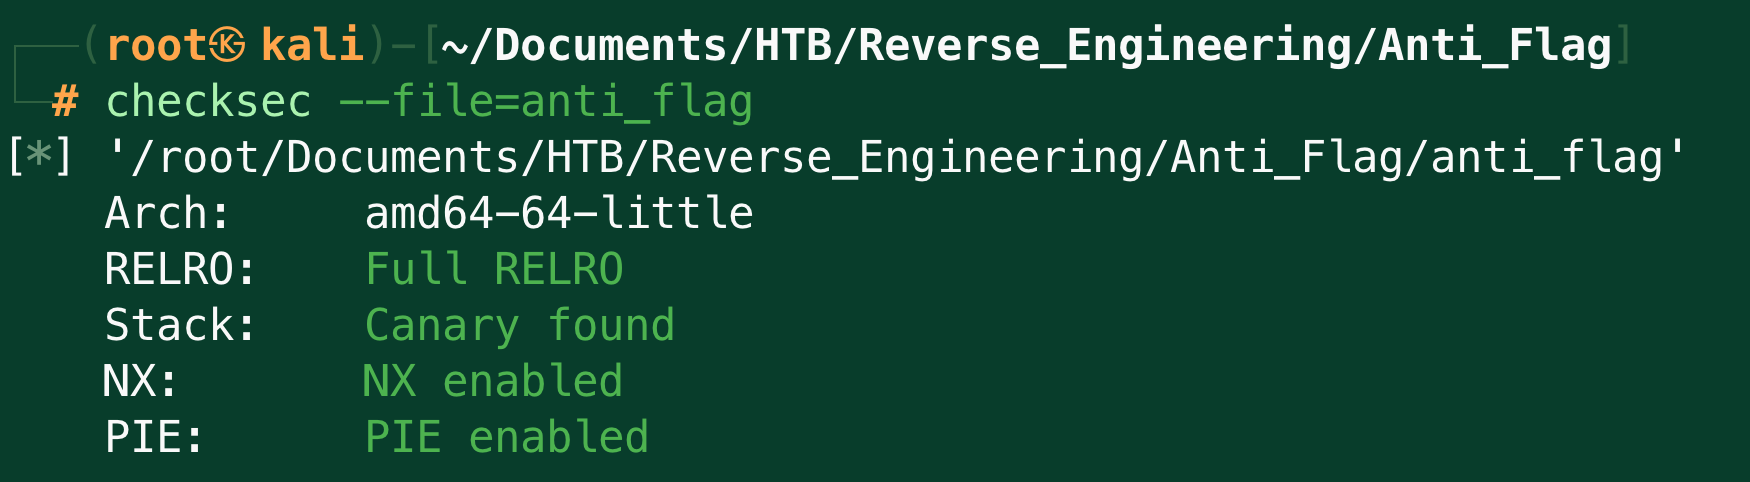 ┌──(root㉿kali)-[~/Documents/HTB/Reverse_Engineering/Anti_Flag]
└─# checksec --file=anti_flag
[*] '/root/Documents/HTB/Reverse_Engineering/Anti_Flag/anti_flag'
    Arch:     amd64-64-little
    RELRO:    Full RELRO
    Stack:    Canary found
    NX:       NX enabled
    PIE:      PIE enabled